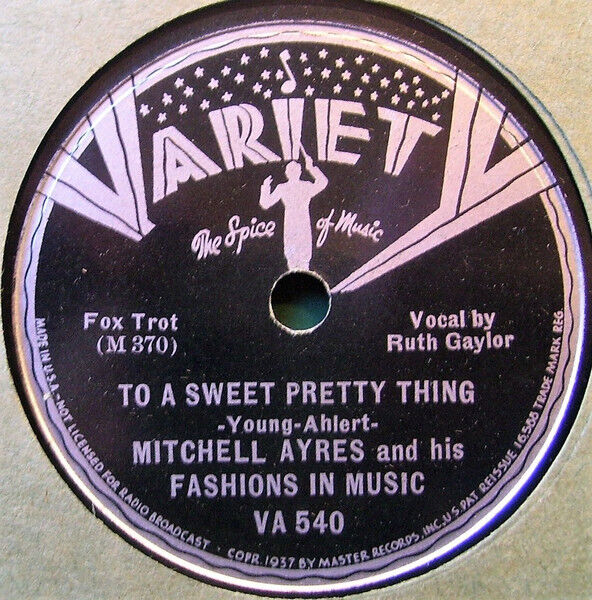 VARIETY
The Spice of Music
Fox Trot
(M 370)
Vocal by
Ruth Gaylor
TO A SWEET PRETTY THING
-Young-Ahlert-
MITCHELL AYRES and his
FASHIONS IN MUSIC
VA 540
MADE IN U.S.A.-NOT LICENSED FOR RADIO BROADCAST - COPR. 1937 BY MASTER RECORDS, INC. U.S. PAT. REISSUE 16588 TRADE MARK REG